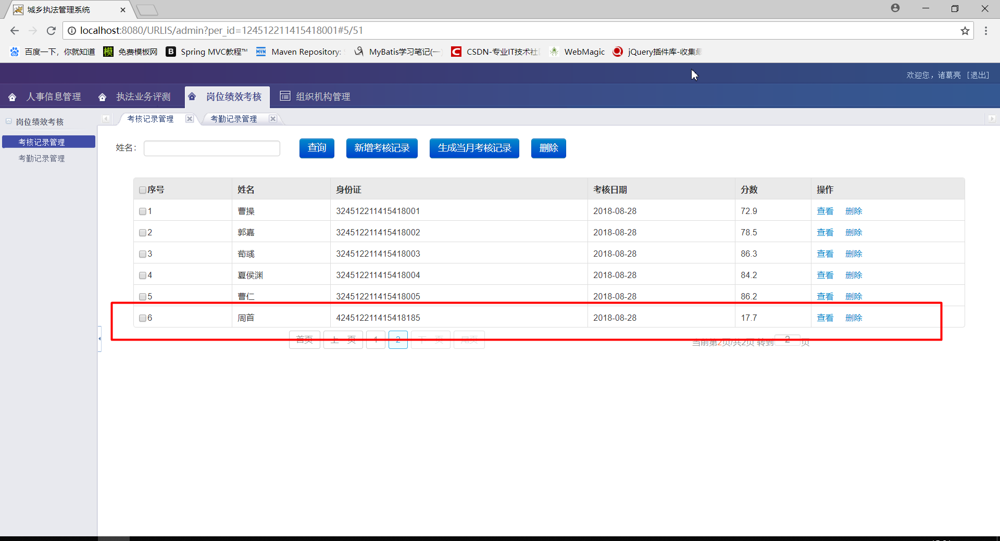 城乡执法管理系统
localhost:8080/URLIS/admin?per_id=124512211415418001#5/51
百度一下，你就知道 模 免费模板网 B Spring MVC教程™ MVN Maven Repository: MyBatis学习笔记(一 C CSDN-专业IT技术社 WebMagic jQuery插件库-收集
欢迎您，诸葛亮 [退出]
人事信息管理 执法业务评测 岗位绩效考核 组织机构管理
岗位绩效考核
考核记录管理
考勤记录管理
考核记录管理 考勤记录管理
姓名： 查询 新增考核记录 生成当月考核记录 删除
序号 姓名 身份证 考核日期 分数 操作
1 曹操 324512211415418001 2018-08-28 72.9 查看 删除
2 郭嘉 324512211415418002 2018-08-28 78.5 查看 删除
3 荀彧 324512211415418003 2018-08-28 86.3 查看 删除
4 夏侯渊 324512211415418004 2018-08-28 84.2 查看 删除
5 曹仁 324512211415418005 2018-08-28 86.2 查看 删除
6 周首 424512211415418185 2018-08-28 17.7 查看 删除
首页 上一页 1 2 下一页 尾页 当前第2页/共2页 转到 2 页